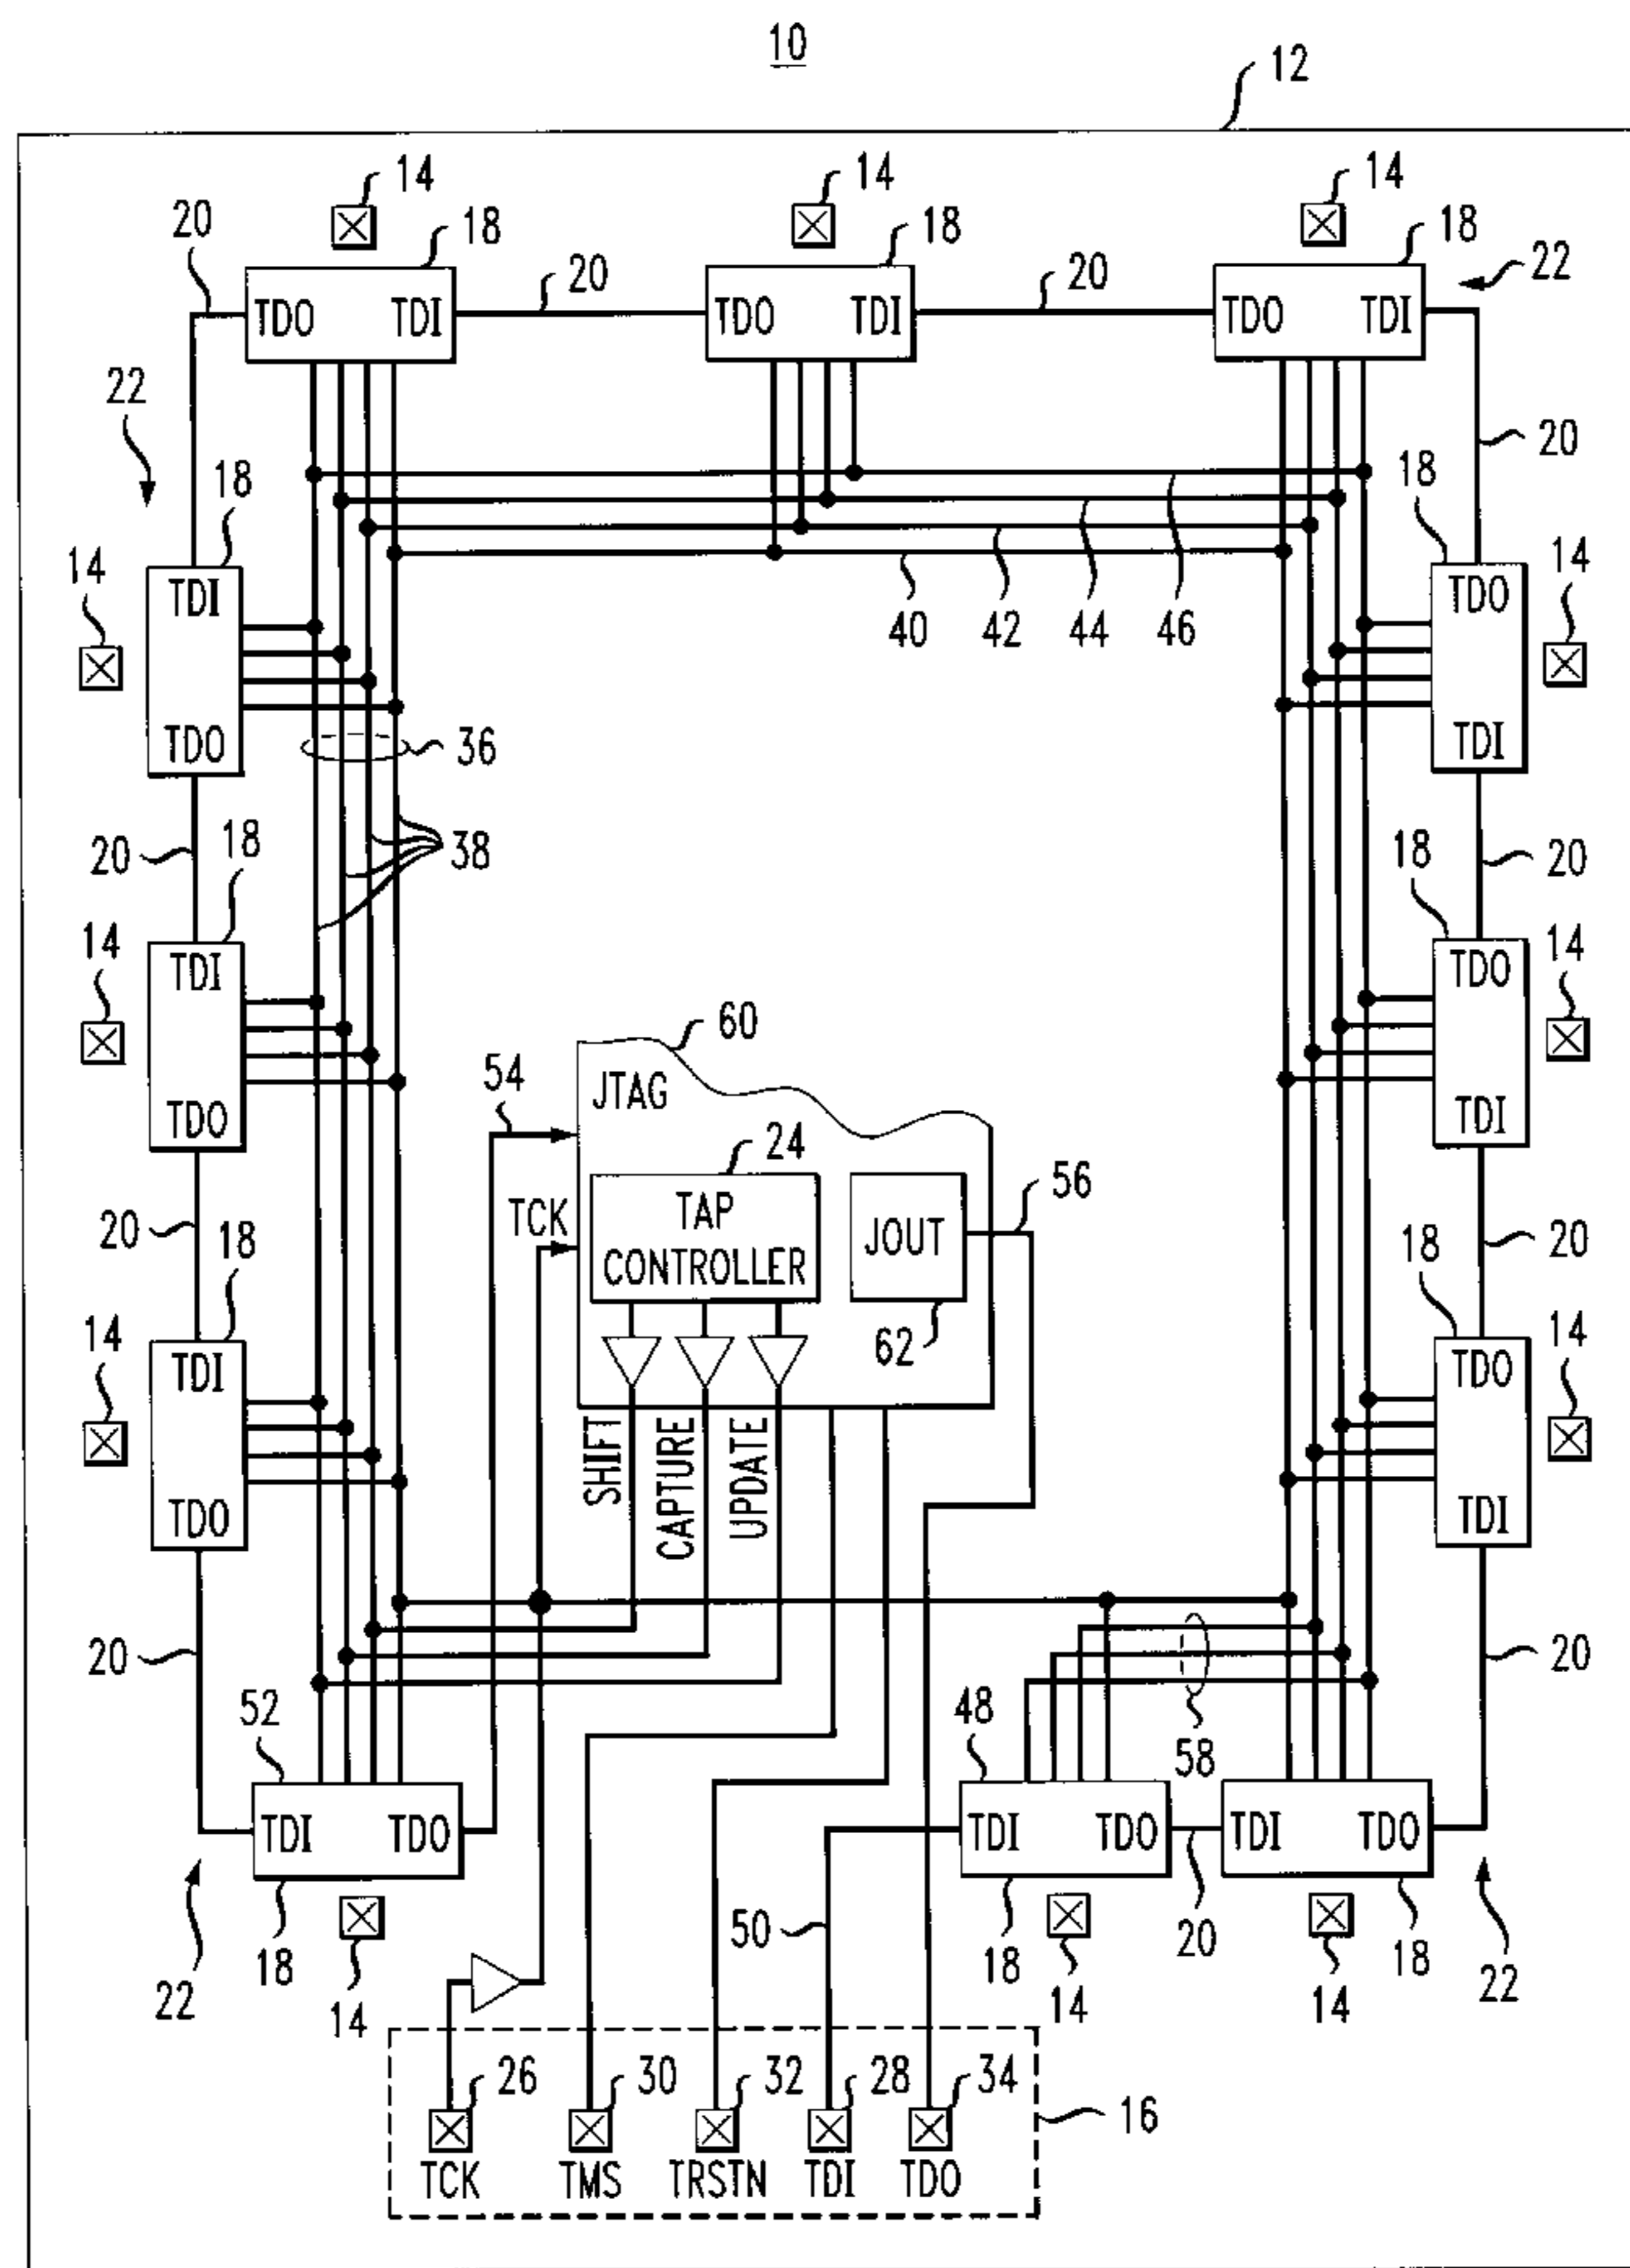 10
12
14 14 14
20 18 18 18
20 20 22
TDO TDI TDO TDI TDO TDI
22 20
18 18
14 TDI TDO 14
40 42 44 46
TDO 36 TDI
20 18 38 18 20
14 TDI TDO 14
60
54 JTAG
TDO 24 TDI
TCK TAP CONTROLLER JOUT 56
20 18 18 20
62
14 TDI TDO 14
SHIFT CAPTURE UPDATE
TDO TDI
20 20
52 48 58
TDI TDO TDI TDO TDI TDO
50
22 18 14 18 14 20 14 18 22
26 30 32 28 34
16
TCK TMS TRSTN TDI TDO